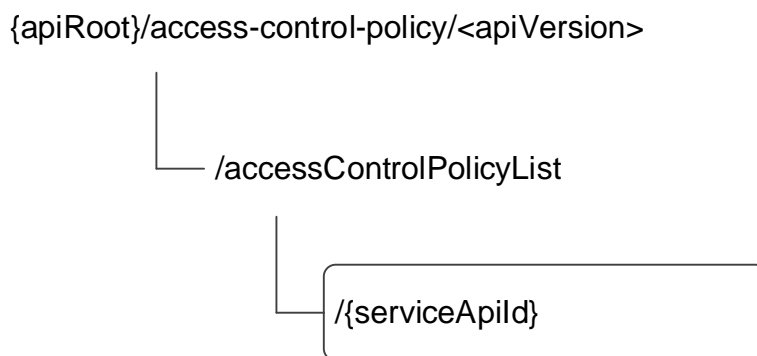 {apiRoot}/access-control-policy/<apiVersion>
/accessControlPolicyList
/{serviceApiId}